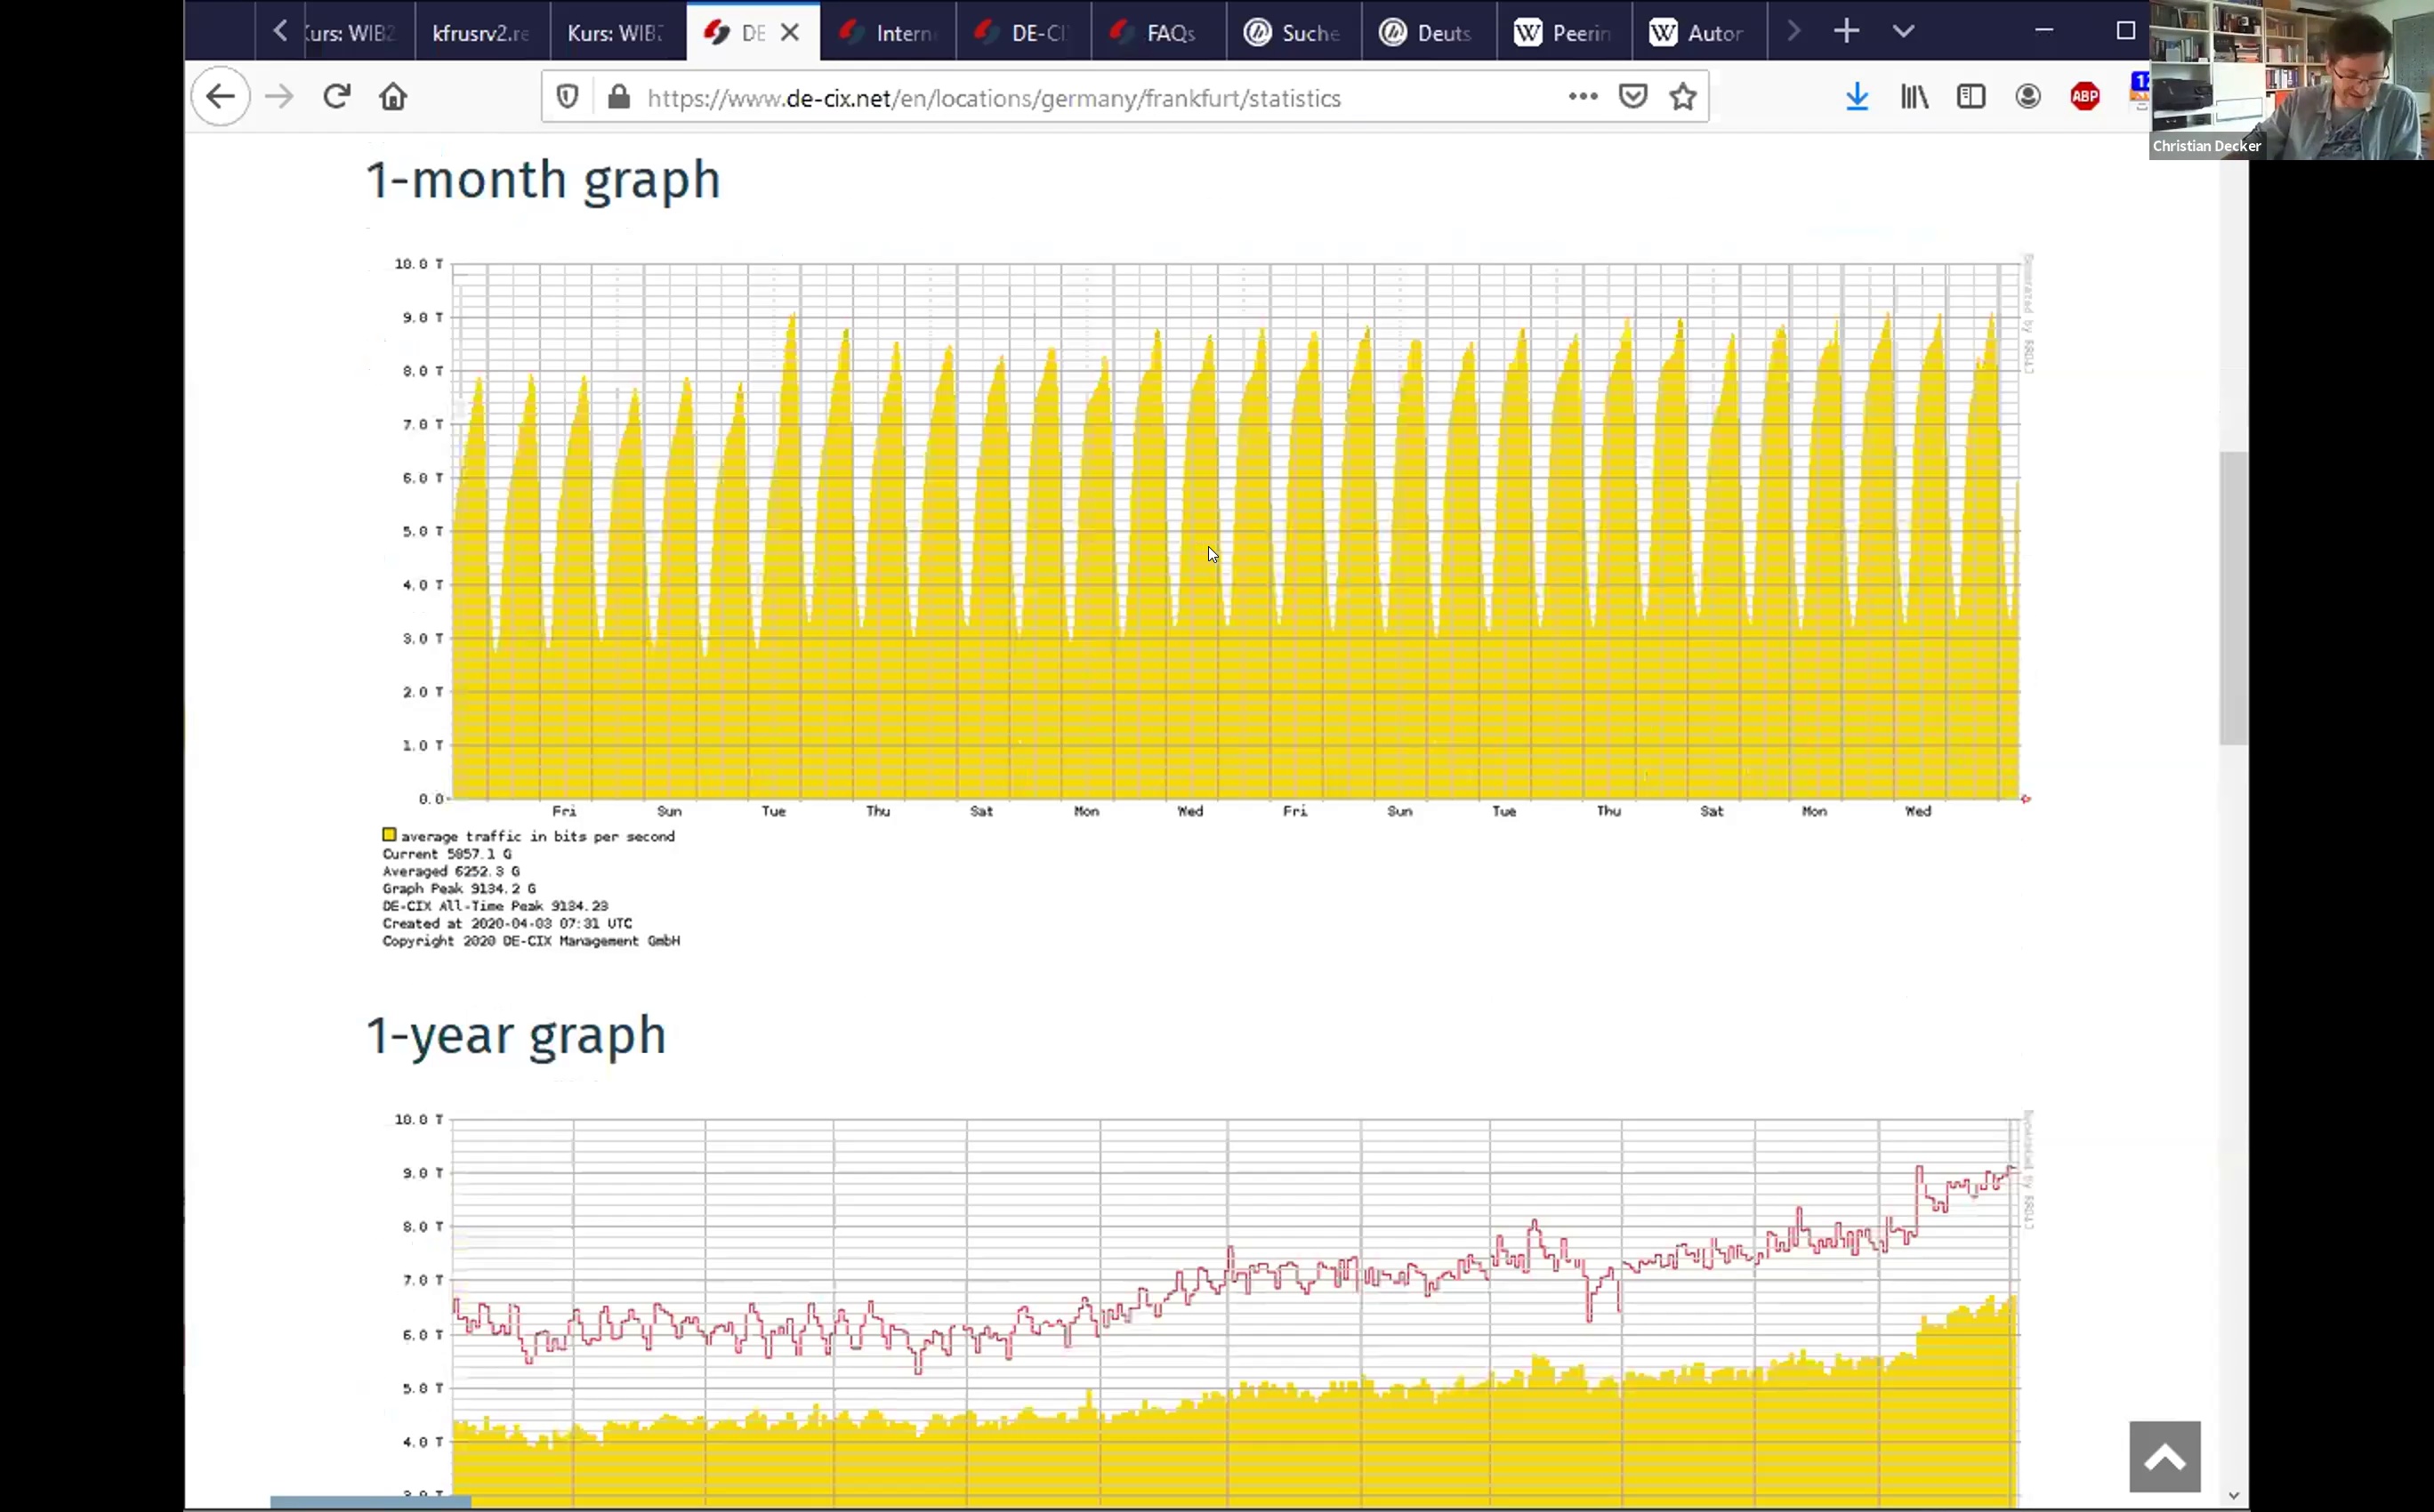 Kurs: WIB2
kfrusrv2.re
Kurs: WIB2
DE
Intern
DE-CI
FAQs
Suche
Deuts
Peerin
Autor
https://www.de-cix.net/en/locations/germany/frankfurt/statistics
ABP
12
Christian Decker
1-month graph
10.0 T
9.0 T
8.0 T
7.0 T
6.0 T
5.0 T
4.0 T
3.0 T
2.0 T
1.0 T
0.0
Fri Sun Tue Thu Sat Mon Wed Fri Sun Tue Thu Sat Mon Wed
average traffic in bits per second
Current 5857.1 G
Averaged 6252.3 G
Graph Peak 9134.2 G
DE-CIX All-Time Peak 9134.23
Created at 2020-04-03 07:31 UTC
Copyright 2020 DE-CIX Management GmbH
1-year graph
10.0 T
9.0 T
8.0 T
7.0 T
6.0 T
5.0 T
4.0 T
3.0 T